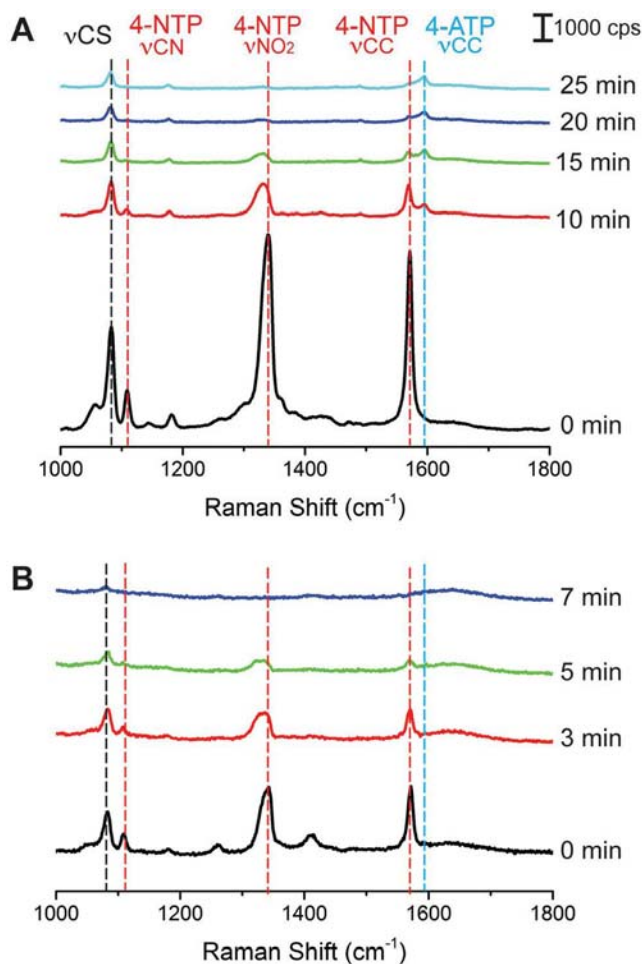 A
νCS
4-NTP
νCN
4-NTP
νNO₂
4-NTP
νCC
4-ATP
νCC
1000 cps
25 min
20 min
15 min
10 min
0 min
1000 1200 1400 1600 1800
Raman Shift (cm⁻¹)
B
7 min
5 min
3 min
0 min
1000 1200 1400 1600 1800
Raman Shift (cm⁻¹)